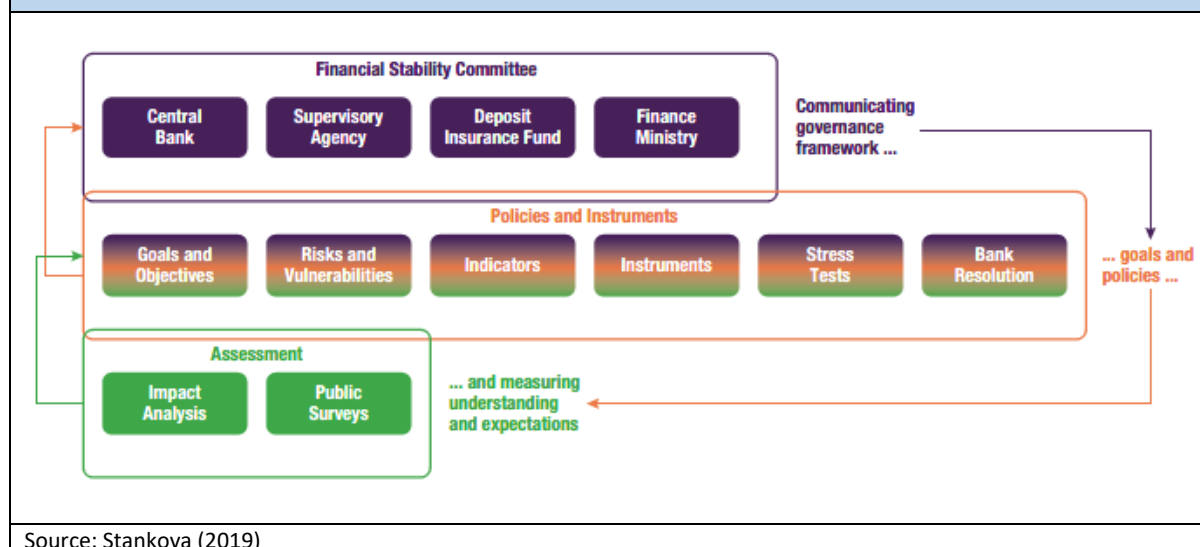 Financial Stability Committee
Central
Bank
Supervisory
Agency
Deposit
Insurance Fund
Finance
Ministry
Communicating
governance
framework ...
Policies and Instruments
Goals and
Objectives
Risks and
Vulnerabilities
Indicators
Instruments
Stress
Tests
Bank
Resolution
... goals and
policies ...
Assessment
Impact
Analysis
Public
Surveys
... and measuring
understanding
and expectations
Source: Stankova (2019)